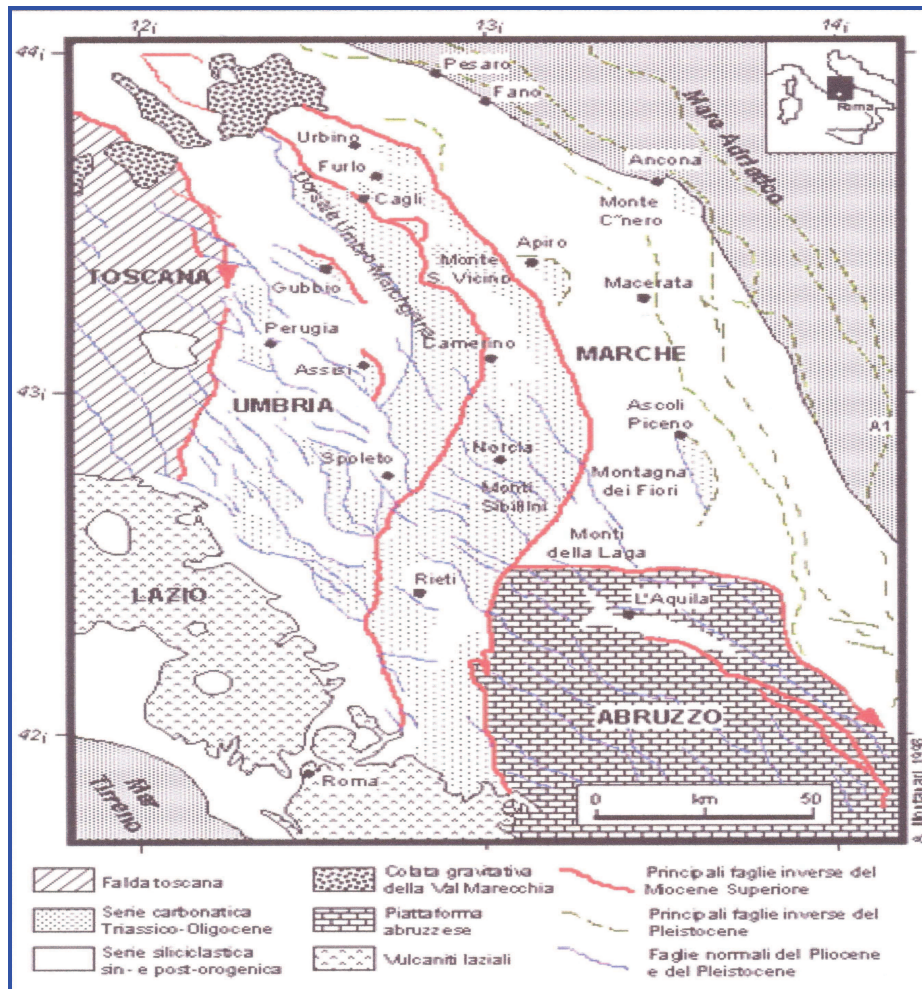 12¡
13¡
14¡
44¡
Pesaro
Fano
Mare Adriatico
Roma
Urbino
Furlo
Cagli
Dorsale Umbro Marchigiana
Ancona
Monte
C˝nero
Apiro
Monte
S. Vicino
Macerata
TOSCANA
Gubbio
Perugia
Camerino
MARCHE
Assisi
43¡
UMBRIA
Ascoli
Piceno
A1
Spoleto
Norcia
Monti
Sibillini
Montagna
dei Fiori
Monti
della Laga
LAZIO
Rieti
L'Aquila
42¡
ABRUZZO
Roma
Mar
Tirreno
0 km 50
A. Montanari
Falda toscana
Serie carbonatica
Triassico-Oligocene
Serie siliciclastica
sin- e post-orogenica
Colata gravitativa
della Val Marecchia
Piattaforma
abruzzese
Vulcaniti laziali
Principali faglie inverse del
Miocene Superiore
Principali faglie inverse del
Pleistocene
Faglie normali del Pliocene
e del Pleistocene